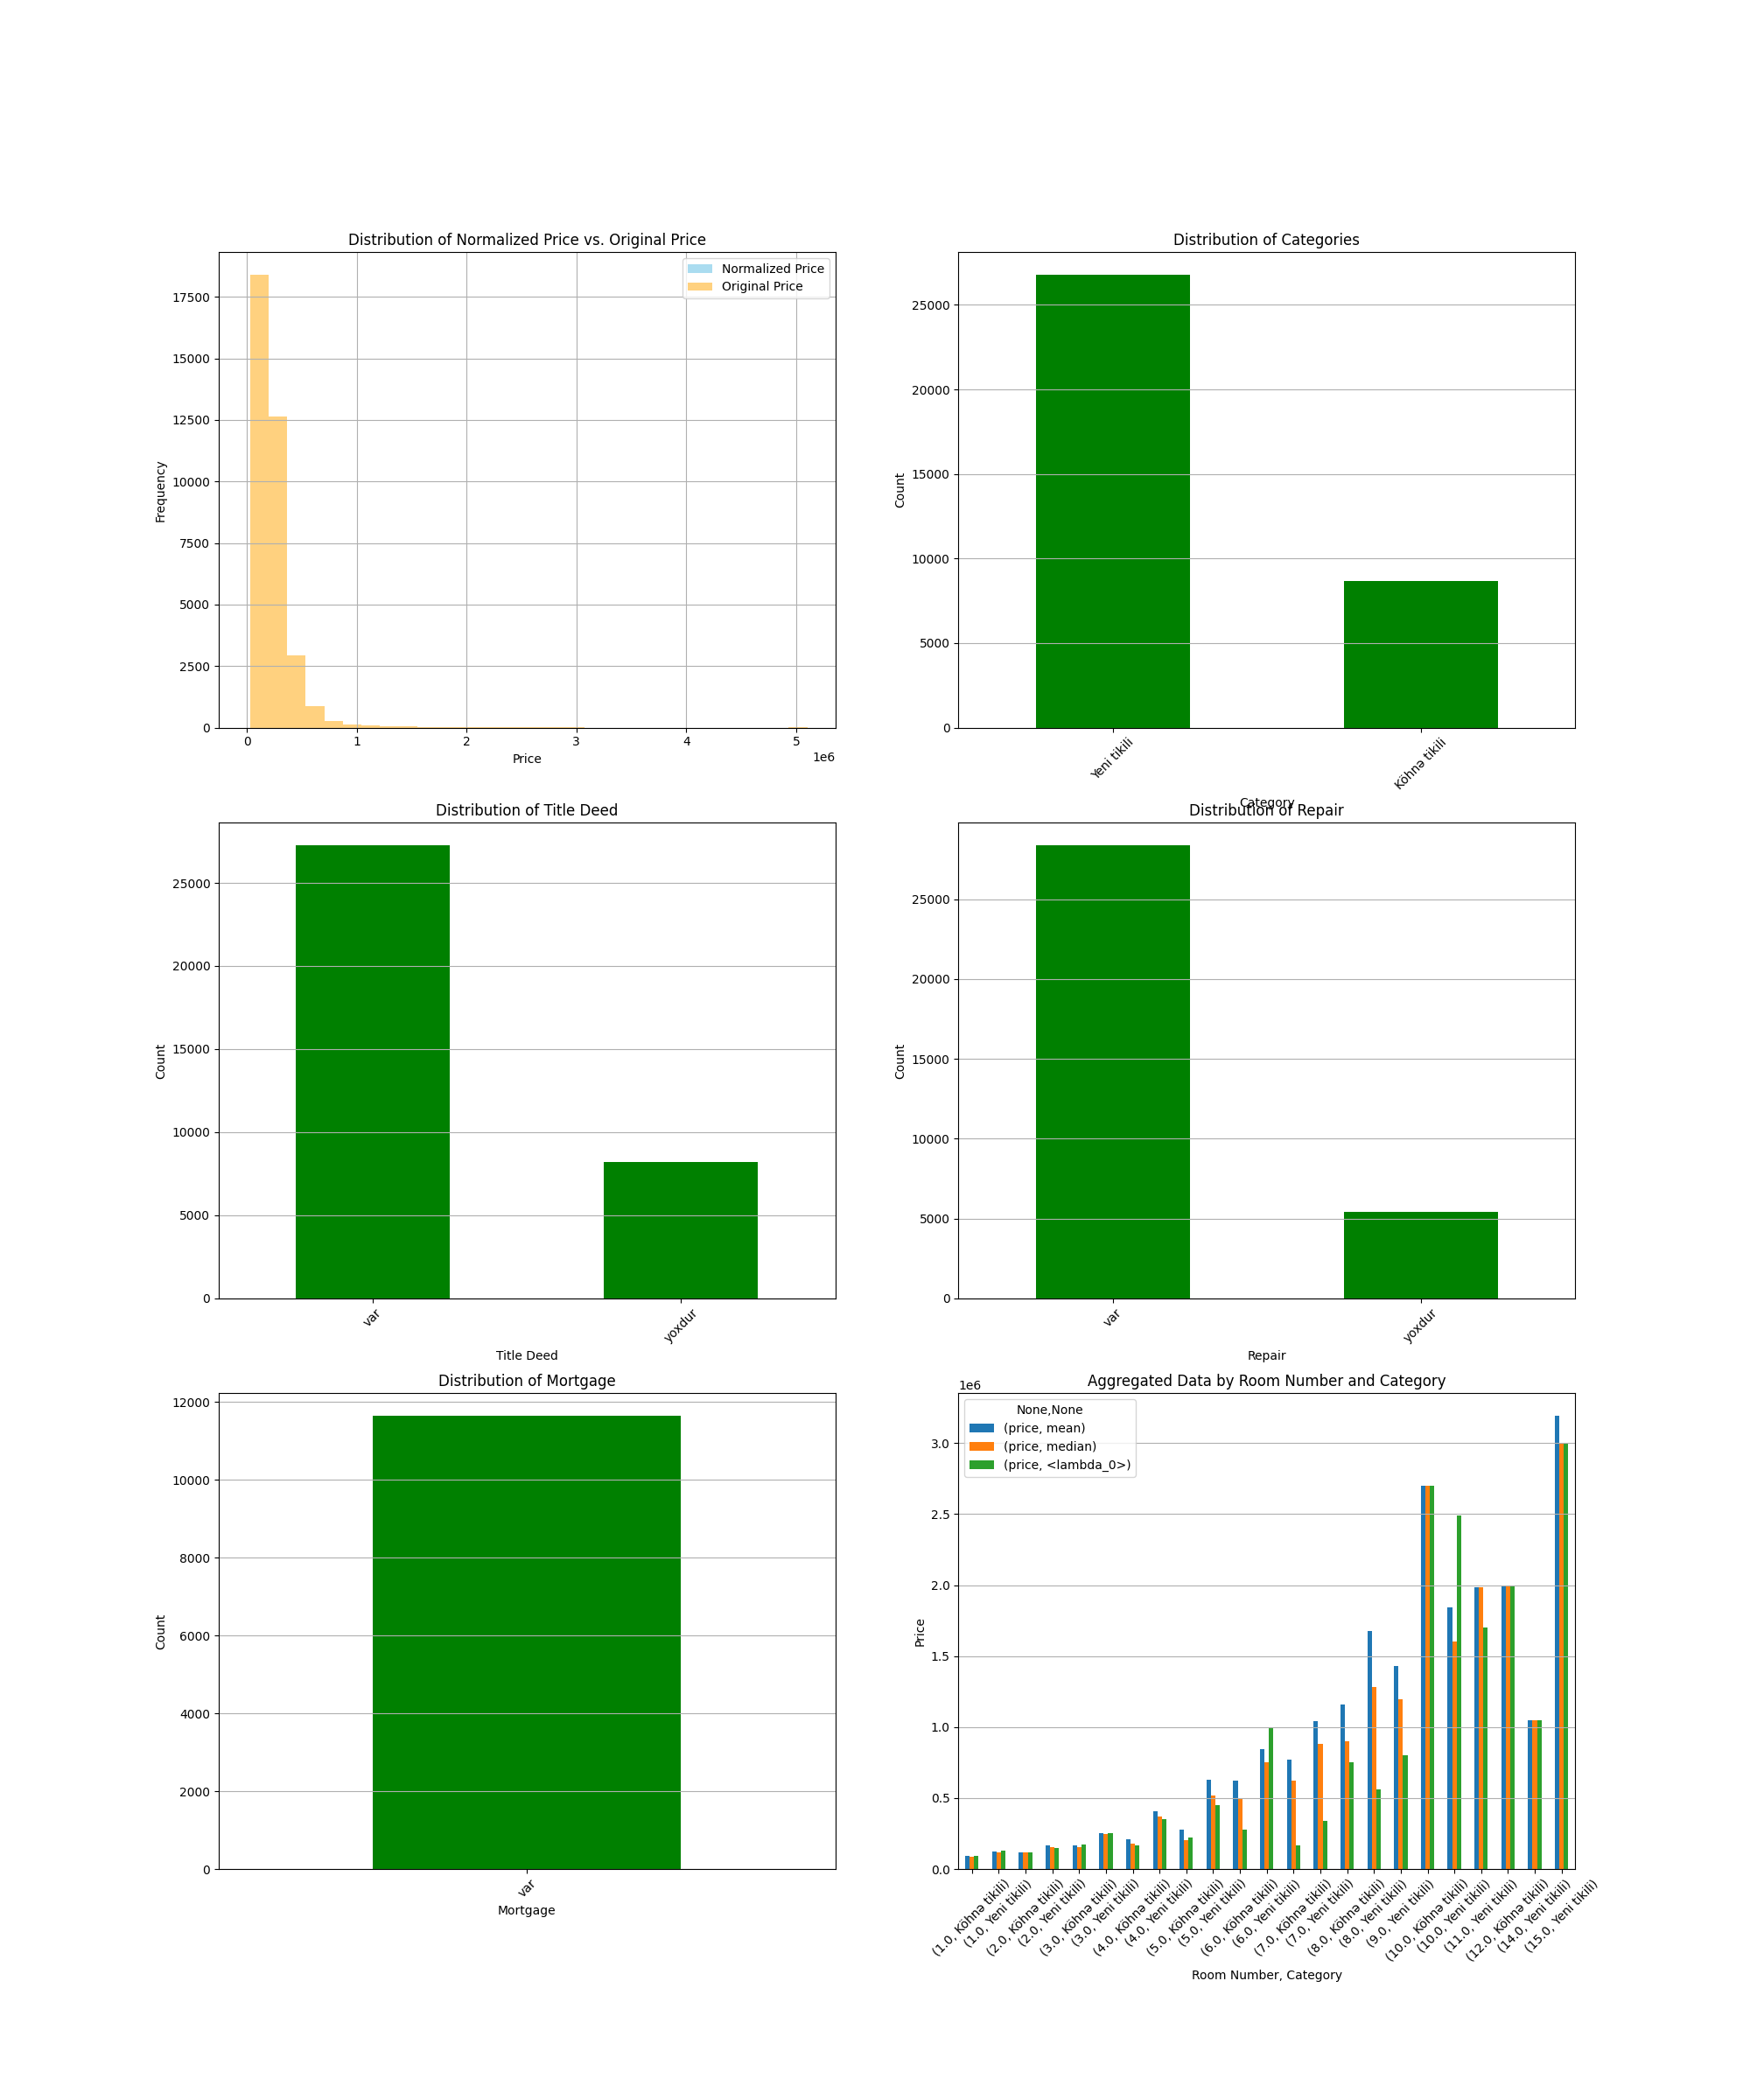 Distribution of Normalized Price vs. Original Price
Normalized Price
Original Price
Frequency
17500
15000
12500
10000
7500
5000
2500
0
0
1
2
3
4
5
1e6
Price
Distribution of Categories
Count
25000
20000
15000
10000
5000
0
Yeni tikili
Köhnə tikili
Category
Distribution of Title Deed
Count
25000
20000
15000
10000
5000
0
var
yoxdur
Title Deed
Distribution of Repair
Count
25000
20000
15000
10000
5000
0
var
yoxdur
Repair
Distribution of Mortgage
Count
12000
10000
8000
6000
4000
2000
0
var
Mortgage
Aggregated Data by Room Number and Category
1e6
None,None
(price, mean)
(price, median)
(price, <lambda_0>)
Price
3.0
2.5
2.0
1.5
1.0
0.5
0.0
(1.0, Köhnə tikili)
(1.0, Yeni tikili)
(2.0, Köhnə tikili)
(2.0, Yeni tikili)
(3.0, Köhnə tikili)
(3.0, Yeni tikili)
(4.0, Köhnə tikili)
(4.0, Yeni tikili)
(5.0, Köhnə tikili)
(5.0, Yeni tikili)
(6.0, Köhnə tikili)
(6.0, Yeni tikili)
(7.0, Köhnə tikili)
(7.0, Yeni tikili)
(8.0, Köhnə tikili)
(8.0, Yeni tikili)
(9.0, Yeni tikili)
(10.0, Köhnə tikili)
(10.0, Yeni tikili)
(11.0, Yeni tikili)
(12.0, Köhnə tikili)
(14.0, Yeni tikili)
(15.0, Yeni tikili)
Room Number, Category